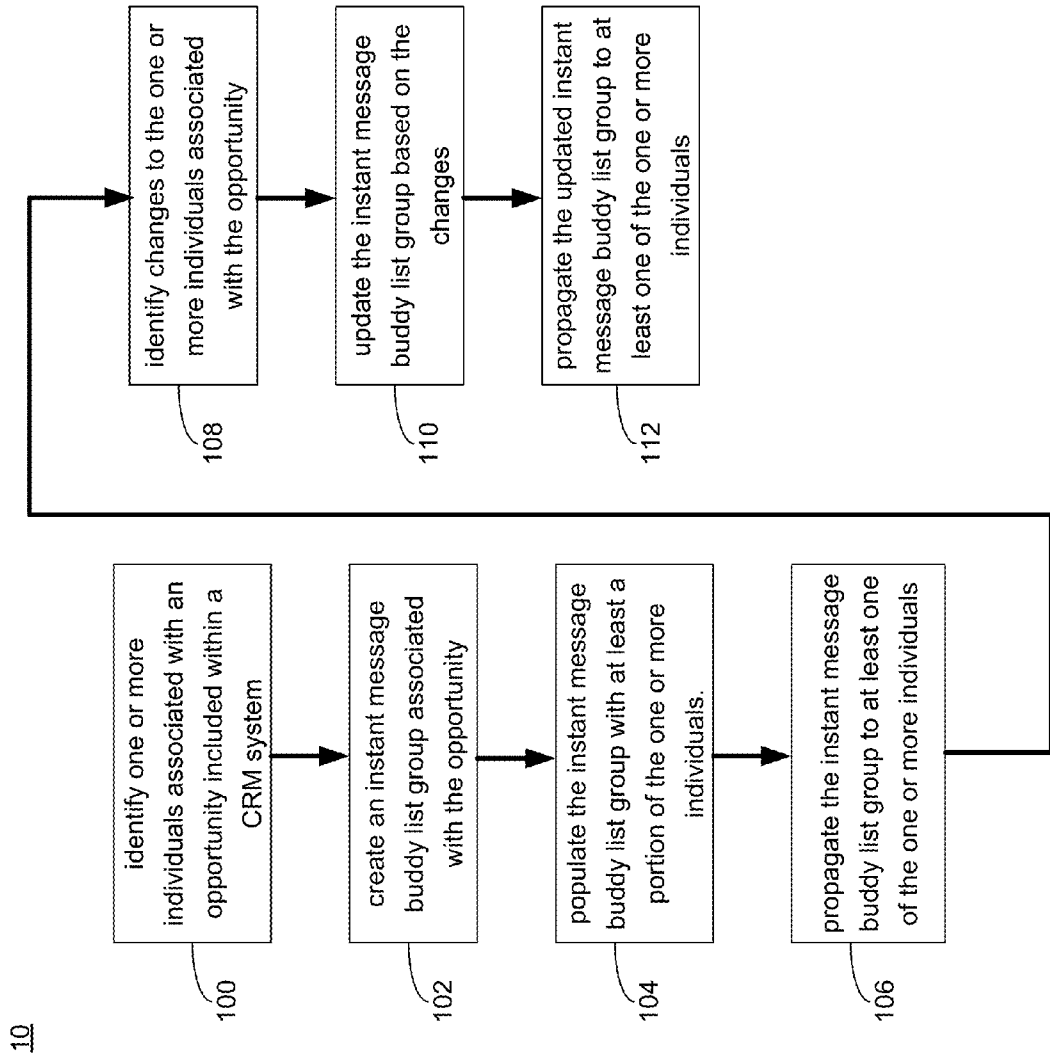 10
identify one or more
individuals associated with an
opportunity included within a
CRM system
100
create an instant message
buddy list group associated
with the opportunity
102
populate the instant message
buddy list group with at least a
portion of the one or more
individuals.
104
propagate the instant message
buddy list group to at least one
of the one or more individuals
106
identify changes to the one or
more individuals associated
with the opportunity
108
update the instant message
buddy list group based on the
changes
110
propagate the updated instant
message buddy list group to at
least one of the one or more
individuals
112